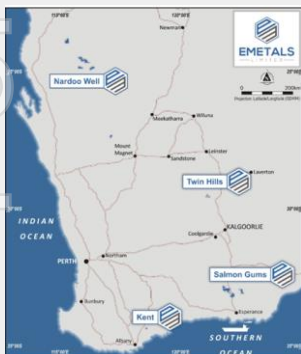 Newman
EMETALS
LIMITED
Nardoo Well
Meekatharra
Wiluna
Mount
Magnet
Sandstone
Leinster
Laverton
Twin Hills
INDIAN
OCEAN
KALGOORLIE
Coolgardie
PERTH
Northam
Salmon Gums
Bunbury
Kent
Esperance
Albany
SOUTHERN
OCEAN